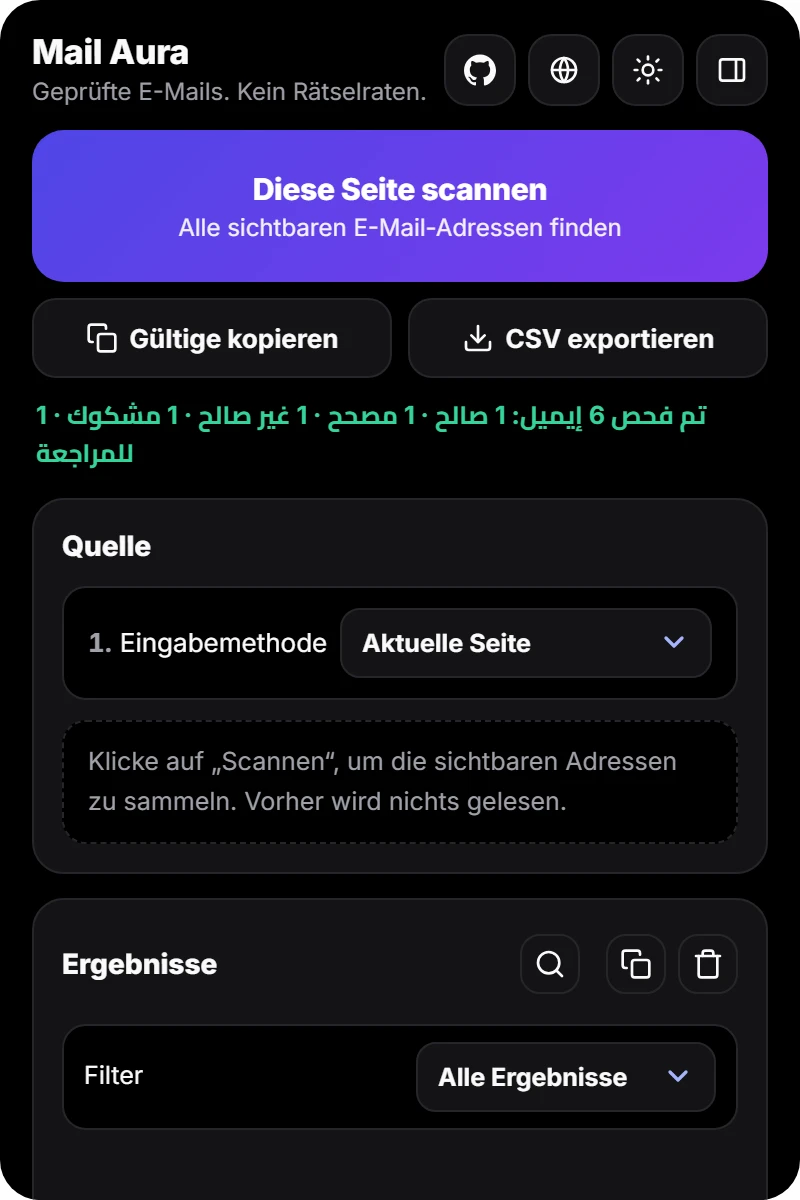 Mail Aura
Geprüfte E-Mails. Kein Rätselraten.
Diese Seite scannen
Alle sichtbaren E-Mail-Adressen finden
Gültige kopieren
CSV exportieren
تم فحص 6 إيميل: 1 صالح · 1 مصحح · 1 غير صالح · 1 مشكوك · 1
للمراجعة
Quelle
1. Eingabemethode
Aktuelle Seite
Klicke auf „Scannen“, um die sichtbaren Adressen
zu sammeln. Vorher wird nichts gelesen.
Ergebnisse
Filter
Alle Ergebnisse